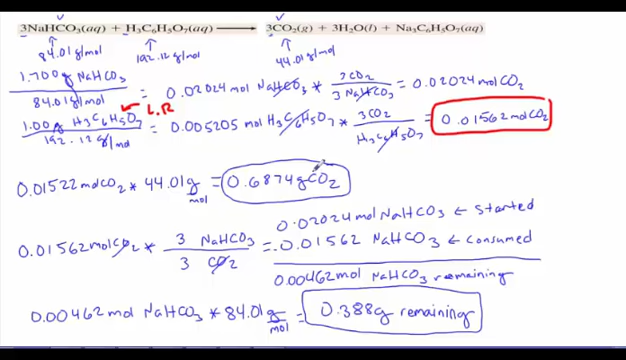 3NaHCO₃(aq) + H₃C₆H₅O₇(aq) → 3CO₂(g) + 3H₂O(l) + Na₃C₆H₅O₇(aq)
84.01 g/mol 192.12 g/mol 44.01 g/mol
1.700g NaHCO₃ / 84.01 g/mol = 0.02024 mol NaHCO₃ * 3CO₂ / 3 NaHCO₃ = 0.02024 mol CO₂
L.R
1.00g H₃C₆H₅O₇ / 192.12 g/mol = 0.005205 mol H₃C₆H₅O₇ * 3CO₂ / H₃C₆H₅O₇ = 0.01562 mol CO₂
0.01522 mol CO₂ * 44.01 g/mol = 0.6874g CO₂
0.02024 mol NaHCO₃ ← started
0.01562 mol CO₂ * 3 NaHCO₃ / 3 CO₂ = - 0.01562 NaHCO₃ ← consumed
0.00462 mol NaHCO₃ remaining
0.00462 mol NaHCO₃ * 84.01 g/mol = 0.388g remaining